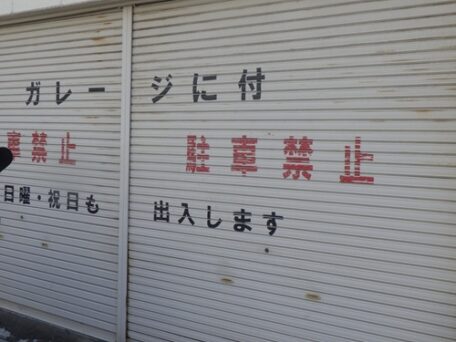 ガレージに付
車禁止 駐車禁止
日曜・祝日も 出入します